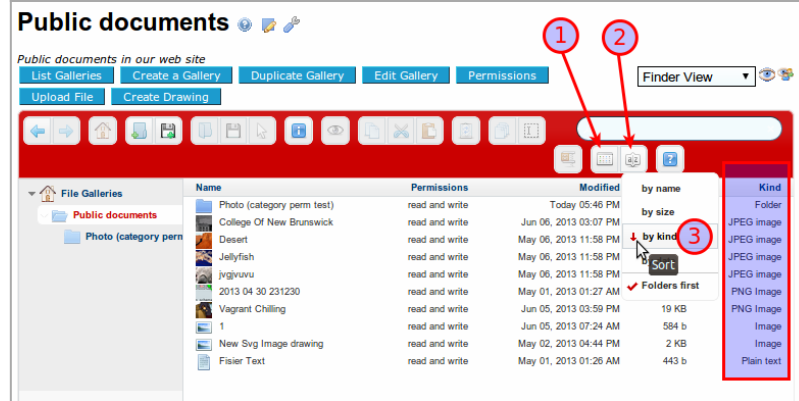 Public documents
1
2
Public documents in our web site
List Galleries Create a Gallery Duplicate Gallery Edit Gallery Permissions
Finder View
Upload File Create Drawing
File Galleries
Public documents
Photo (category perm
Name Permissions Modified Kind
Photo (category perm test) read and write Today 05:46 PM Folder
College Of New Brunswick read and write Jun 06, 2013 03:07 PM JPEG image
Desert read and write May 06, 2013 11:58 PM JPEG image
Jellyfish read and write May 06, 2013 11:58 PM JPEG image
jvgjvuvu read and write May 06, 2013 11:58 PM JPEG image
2013 04 30 231230 read and write May 01, 2013 01:27 AM PNG Image
Vagrant Chilling read and write Jun 05, 2013 03:59 PM 19 KB PNG Image
1 read and write Jun 05, 2013 07:24 AM 584 b Image
New Svg Image drawing read and write May 02, 2013 04:44 PM 2 KB Image
Fisier Text read and write May 01, 2013 01:26 AM 443 b Plain text
by name
by size
by kind
3
Sort
Folders first